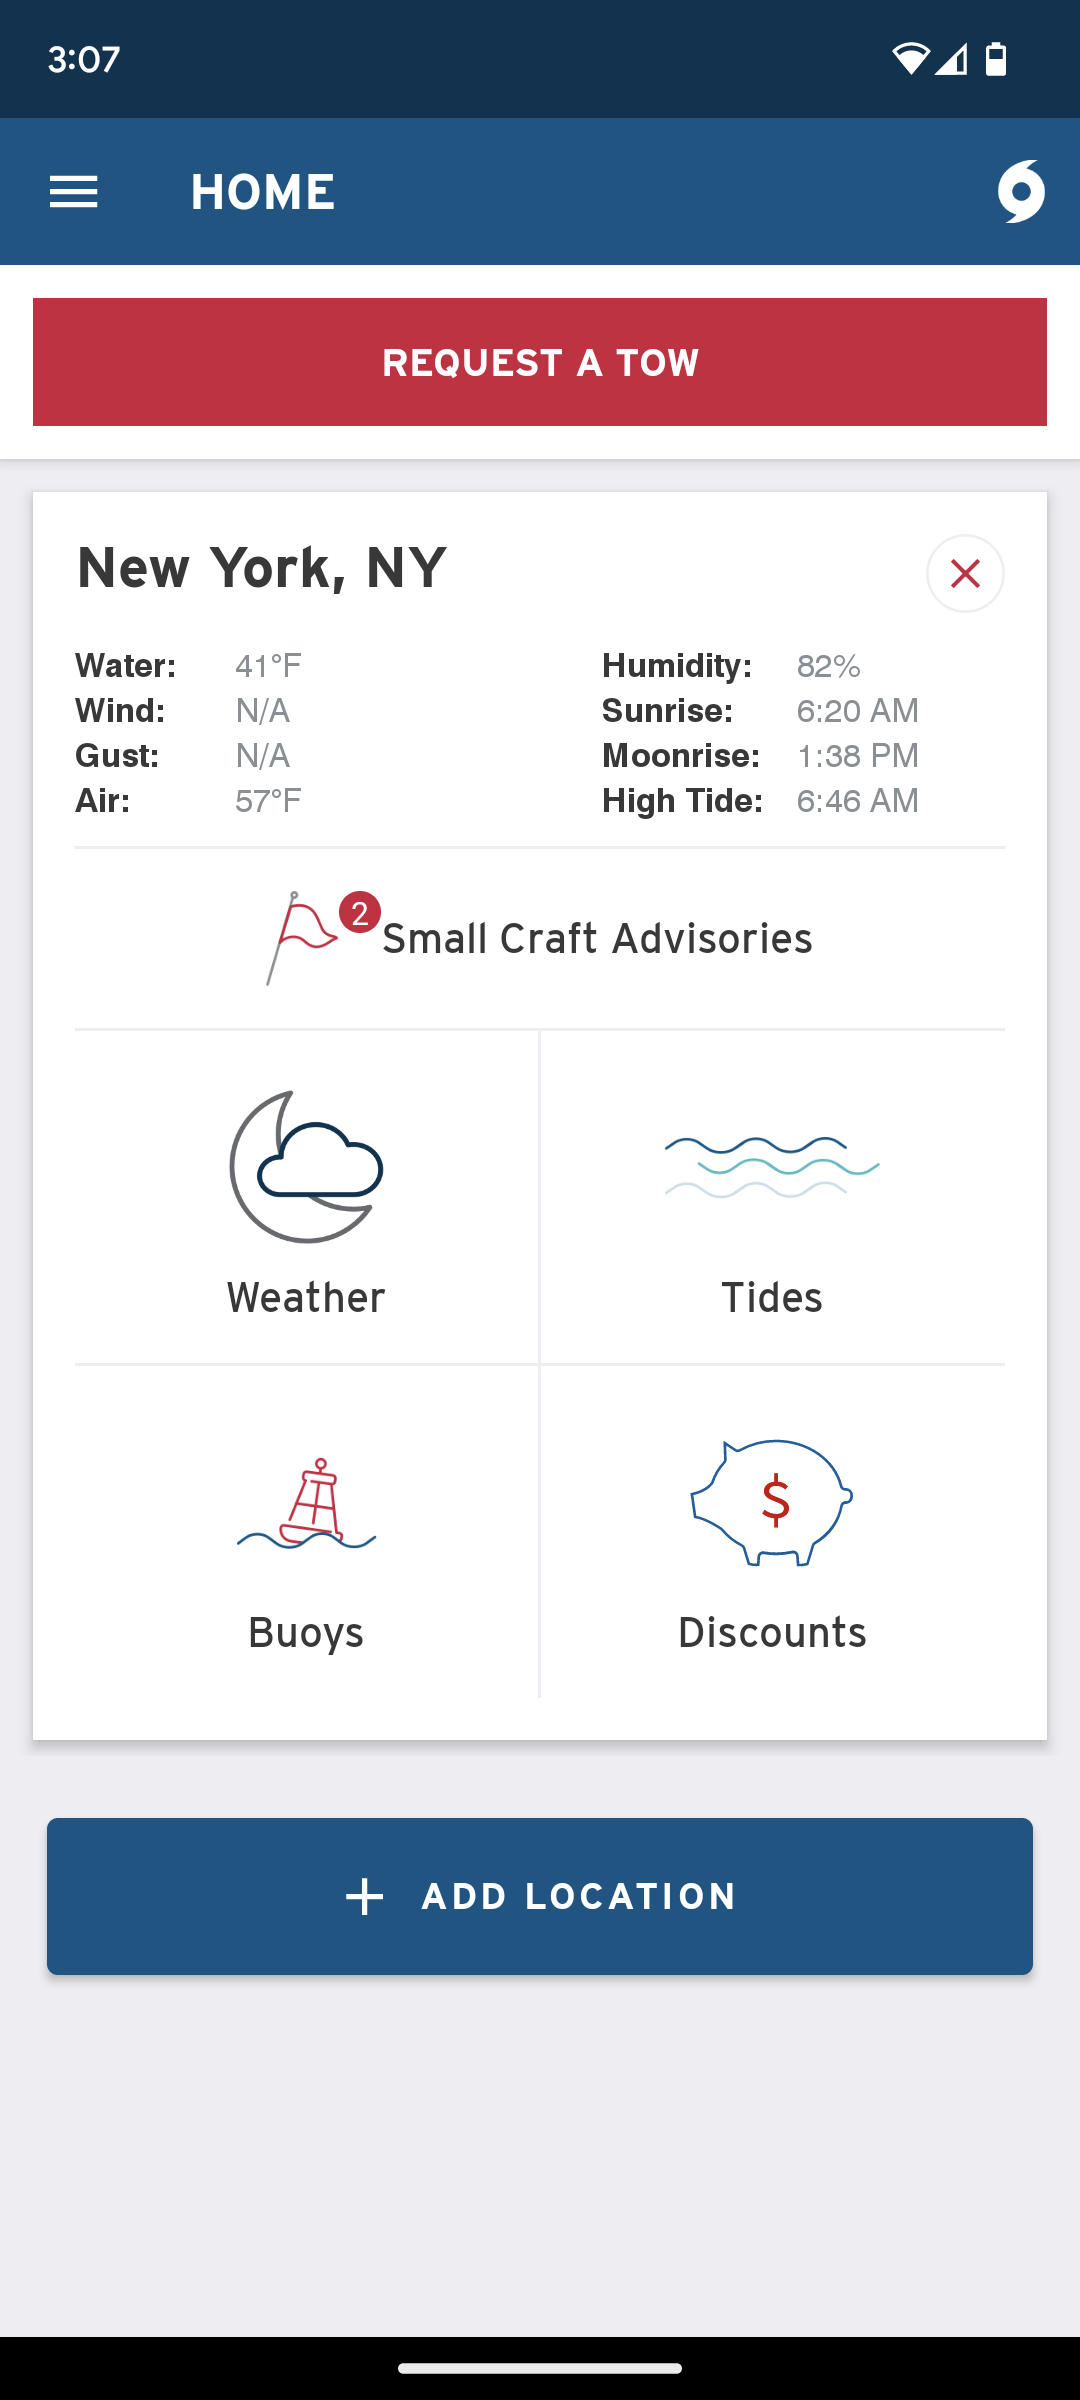 3:07
HOME
REQUEST A TOW
New York, NY
Water: 41°F Humidity: 82%
Wind: N/A Sunrise: 6:20 AM
Gust: N/A Moonrise: 1:38 PM
Air: 57°F High Tide: 6:46 AM
2 Small Craft Advisories
Weather Tides
$
Buoys Discounts
+ ADD LOCATION